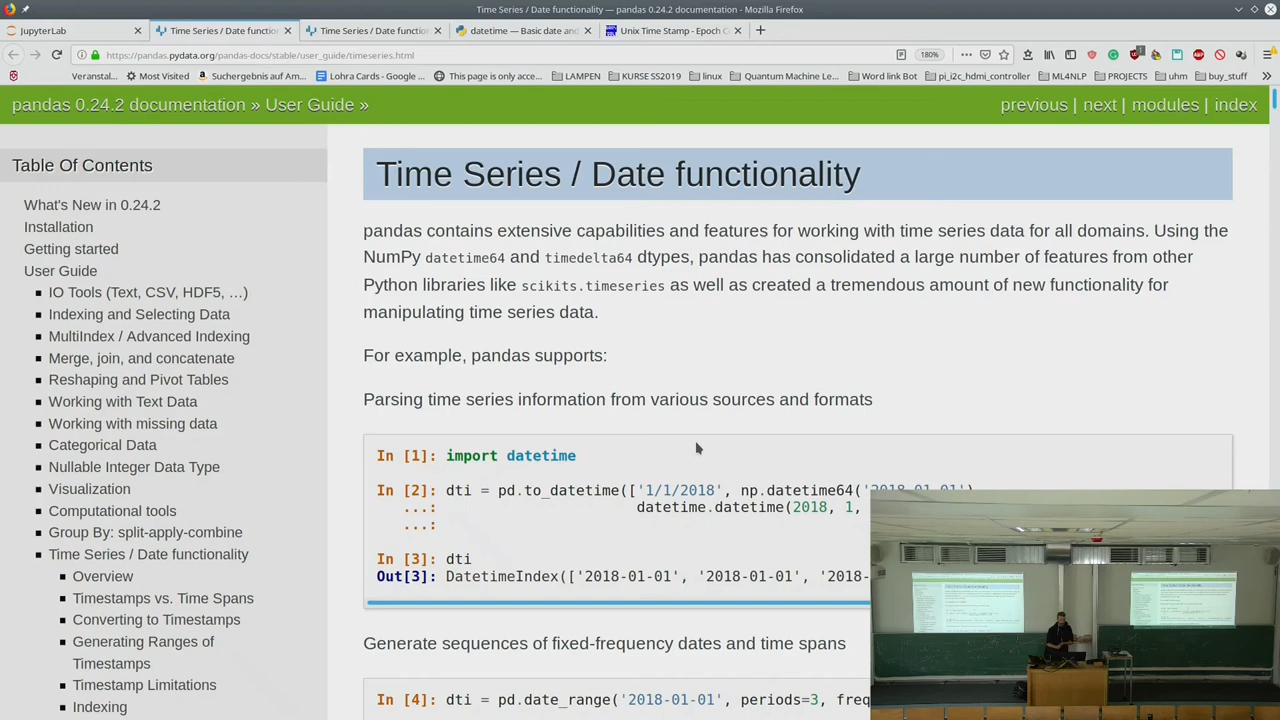 Time Series / Date functionality — pandas 0.24.2 documentation - Mozilla Firefox
JupyterLab
Time Series / Date functio
Time Series / Date functio
datetime — Basic date and
Unix Time Stamp - Epoch C
https://pandas.pydata.org/pandas-docs/stable/user_guide/timeseries.html
180%
Veranstal...
Most Visited
Suchergebnis auf Am...
Lohra Cards - Google ...
This page is only acce...
LAMPEN
KURSE SS2019
linux
Quantum Machine Le...
Word link Bot
pi_i2c_hdmi_controller
ML4NLP
PROJECTS
uhm
buy_stuff
pandas 0.24.2 documentation » User Guide »
previous | next | modules | index
Table Of Contents
What's New in 0.24.2
Installation
Getting started
User Guide
IO Tools (Text, CSV, HDF5, …)
Indexing and Selecting Data
MultiIndex / Advanced Indexing
Merge, join, and concatenate
Reshaping and Pivot Tables
Working with Text Data
Working with missing data
Categorical Data
Nullable Integer Data Type
Visualization
Computational tools
Group By: split-apply-combine
Time Series / Date functionality
Overview
Timestamps vs. Time Spans
Converting to Timestamps
Generating Ranges of
Timestamps
Timestamp Limitations
Indexing
Time Series / Date functionality
pandas contains extensive capabilities and features for working with time series data for all domains. Using the
NumPy datetime64 and timedelta64 dtypes, pandas has consolidated a large number of features from other
Python libraries like scikits.timeseries as well as created a tremendous amount of new functionality for
manipulating time series data.
For example, pandas supports:
Parsing time series information from various sources and formats
In [1]: import datetime
In [2]: dti = pd.to_datetime(['1/1/2018', np.datetime64('2018-01-01')
...: datetime.datetime(2018, 1,
...:
In [3]: dti
Out[3]: DatetimeIndex(['2018-01-01', '2018-01-01', '2018-
Generate sequences of fixed-frequency dates and time spans
In [4]: dti = pd.date_range('2018-01-01', periods=3, freq